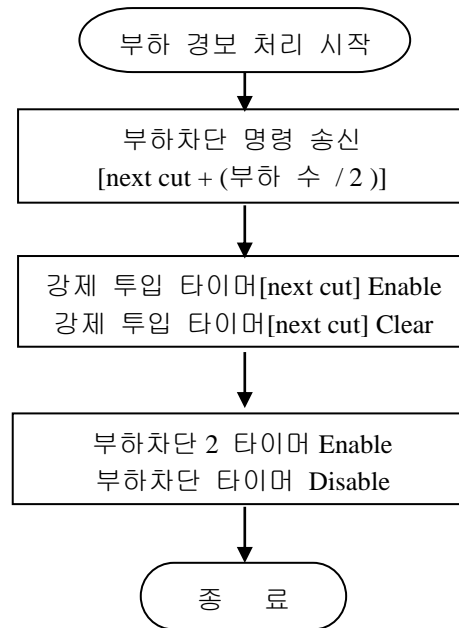 부하 경보 처리 시작
부하차단 명령 송신
[next cut + (부하 수 / 2 )]
강제 투입 타이머[next cut] Enable
강제 투입 타이머[next cut] Clear
부하차단 2 타이머 Enable
부하차단 타이머 Disable
종 료